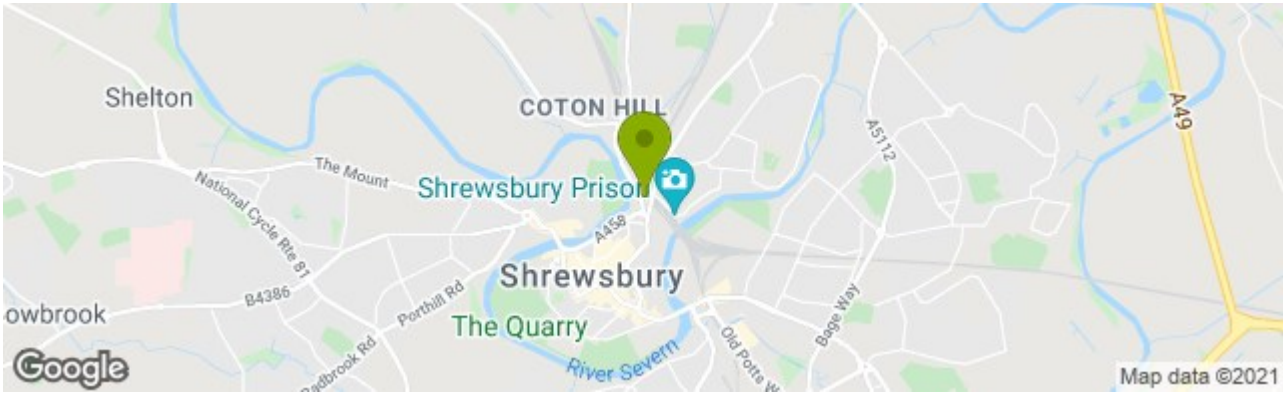 Shelton
COTON HILL
A49
A5112
The Mount
Shrewsbury Prison
National Cycle Rte 81
A458
Shrewsbury
B4386
Porthill Rd
Bage Way
owbrook
The Quarry
Old Potts W
River Severn
Radbrook Rd
Google
Map data ©2021